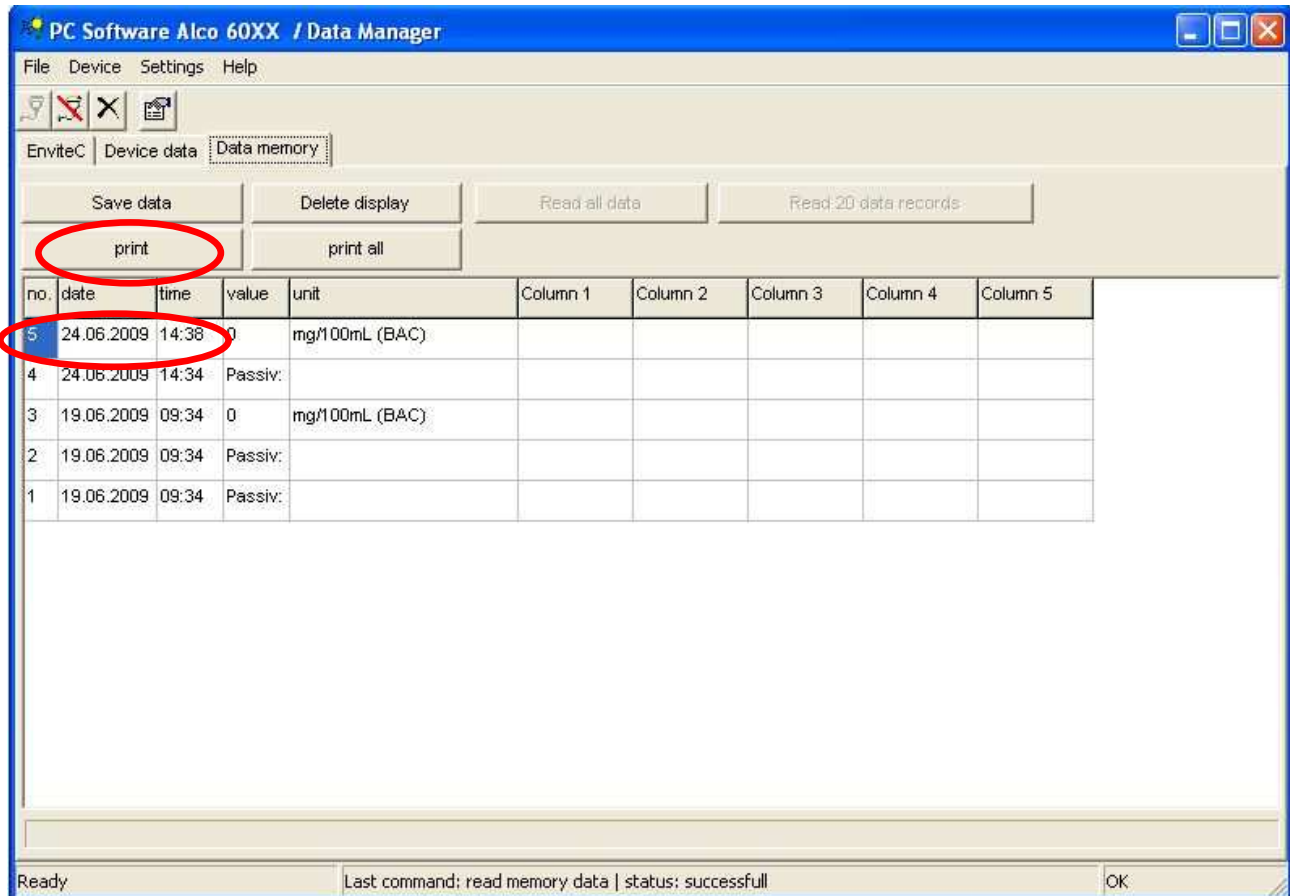 PC Software Alco 60XX / Data Manager
File Device Settings Help
EnviteC Device data Data memory
Save data Delete display Read all data Read 20 data records
print print all
no. date time value unit Column 1 Column 2 Column 3 Column 4 Column 5
5 24.06.2009 14:38 0 mg/100mL (BAC)
4 24.06.2009 14:34 Passiv:
3 19.06.2009 09:34 0 mg/100mL (BAC)
2 19.06.2009 09:34 Passiv:
1 19.06.2009 09:34 Passiv:
Ready Last command: read memory data | status: successfull OK